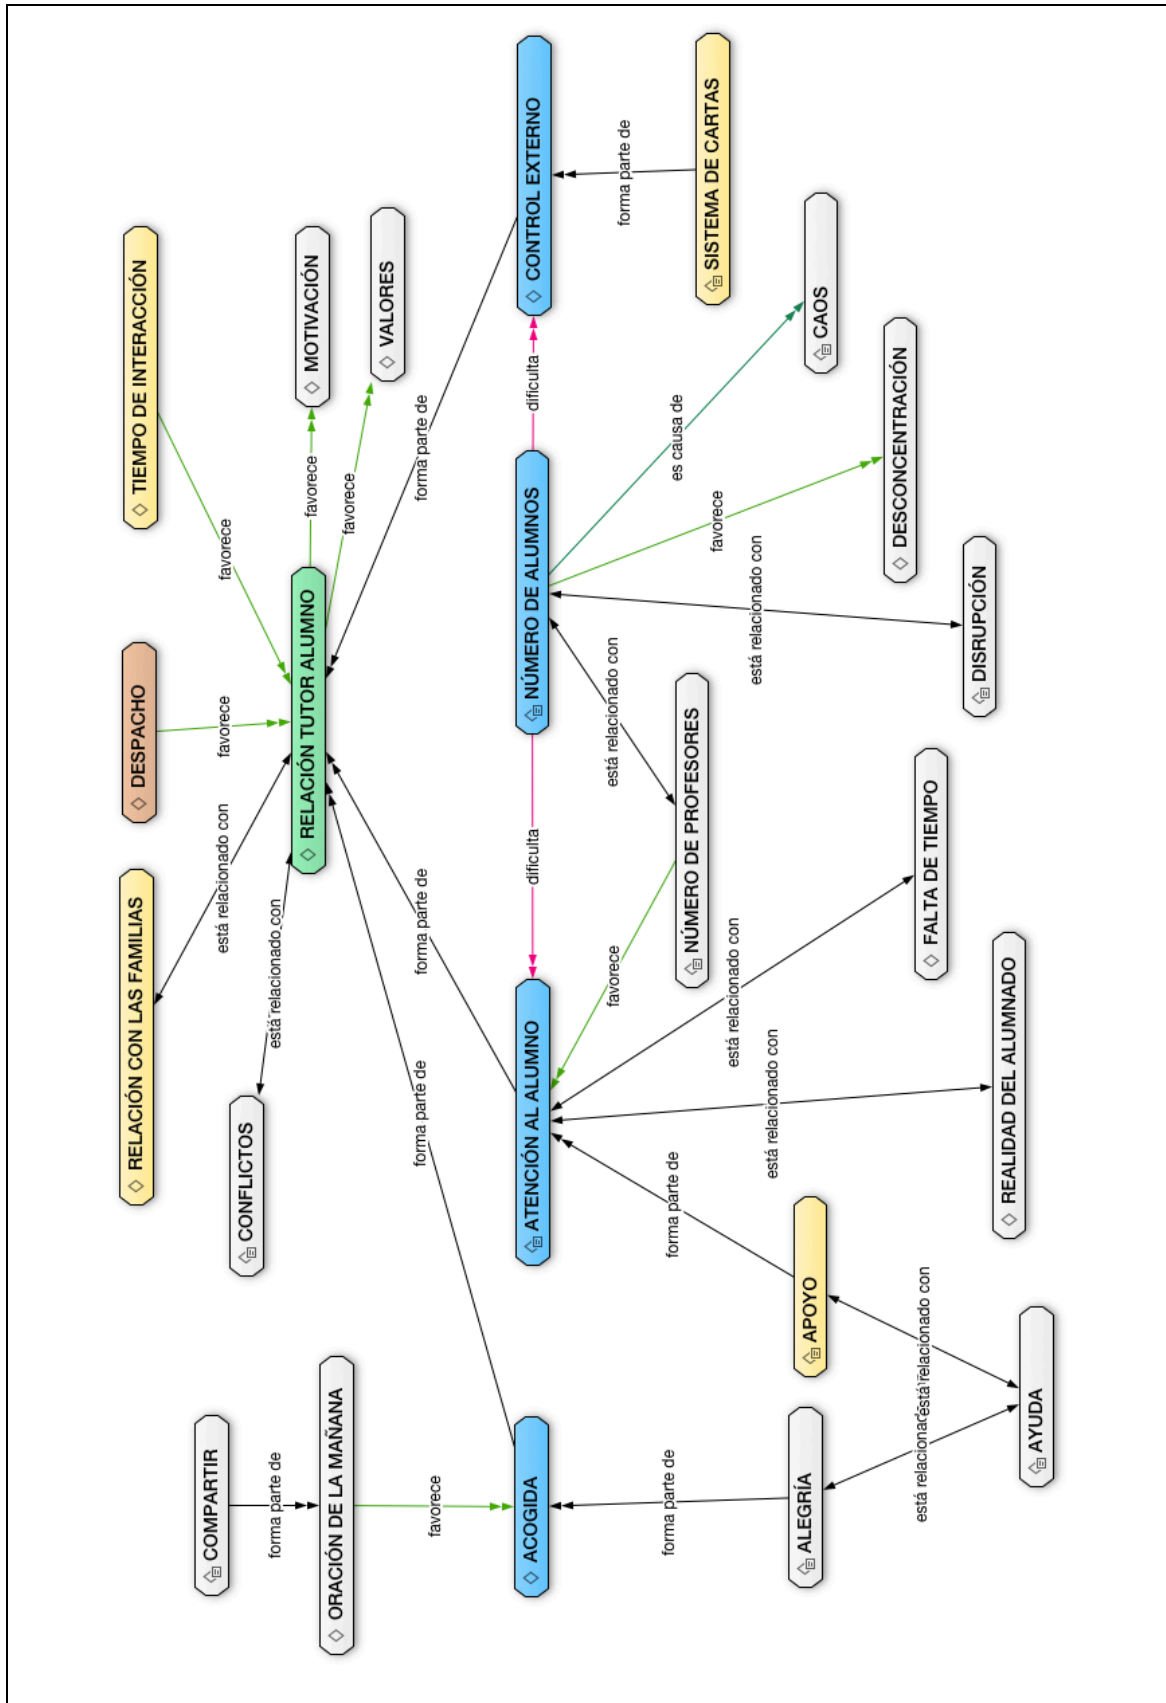 RELACIÓN CON LAS FAMILIAS
DESPACHO
TIEMPO DE INTERACCIÓN
está relacionado con
favorece
favorece
COMPARTIR
CONFLICTOS
forma parte de
está relacionado con
ORACIÓN DE LA MAÑANA
RELACIÓN TUTOR ALUMNO
favorece
MOTIVACIÓN
favorece
VALORES
favorece
forma parte de
forma parte de
forma parte de
ACOGIDA
ATENCIÓN AL ALUMNO
dificulta
NÚMERO DE ALUMNOS
dificulta
CONTROL EXTERNO
favorece
está relacionado con
forma parte de
forma parte de
forma parte de
NÚMERO DE PROFESORES
es causa de
SISTEMA DE CARTAS
está relacionado con
favorece
está relacionado con
está relacionado con
ALEGRÍA
APOYO
CAOS
FALTA DE TIEMPO
DESCONCENTRACIÓN
está relacionad
está relacionado con
REALIDAD DEL ALUMNADO
DISRUPCIÓN
AYUDA